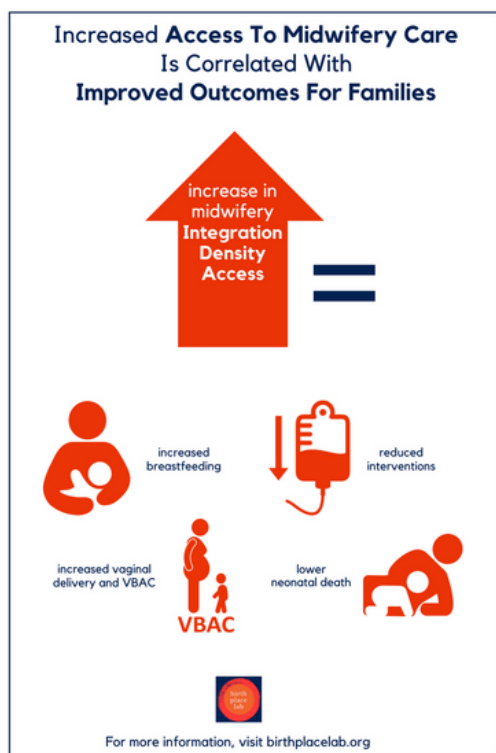 Increased Access To Midwifery Care
Is Correlated With
Improved Outcomes For Families
increase in
midwifery
Integration
Density
Access
increased
breastfeeding
reduced
interventions
increased vaginal
delivery and VBAC
VBAC
lower
neonatal death
birth
place
lab
For more information, visit birthplacelab.org